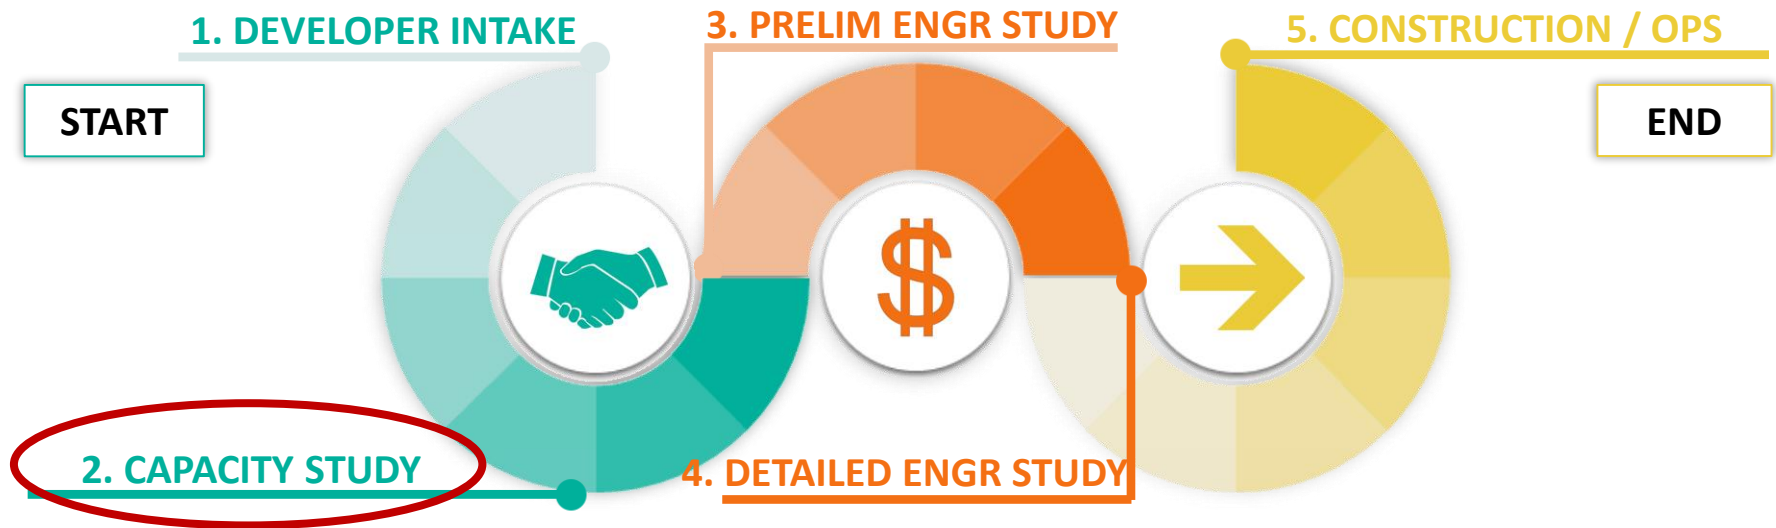 1. DEVELOPER INTAKE
3. PRELIM ENGR STUDY
5. CONSTRUCTION / OPS
START
END
$
2. CAPACITY STUDY
4. DETAILED ENGR STUDY